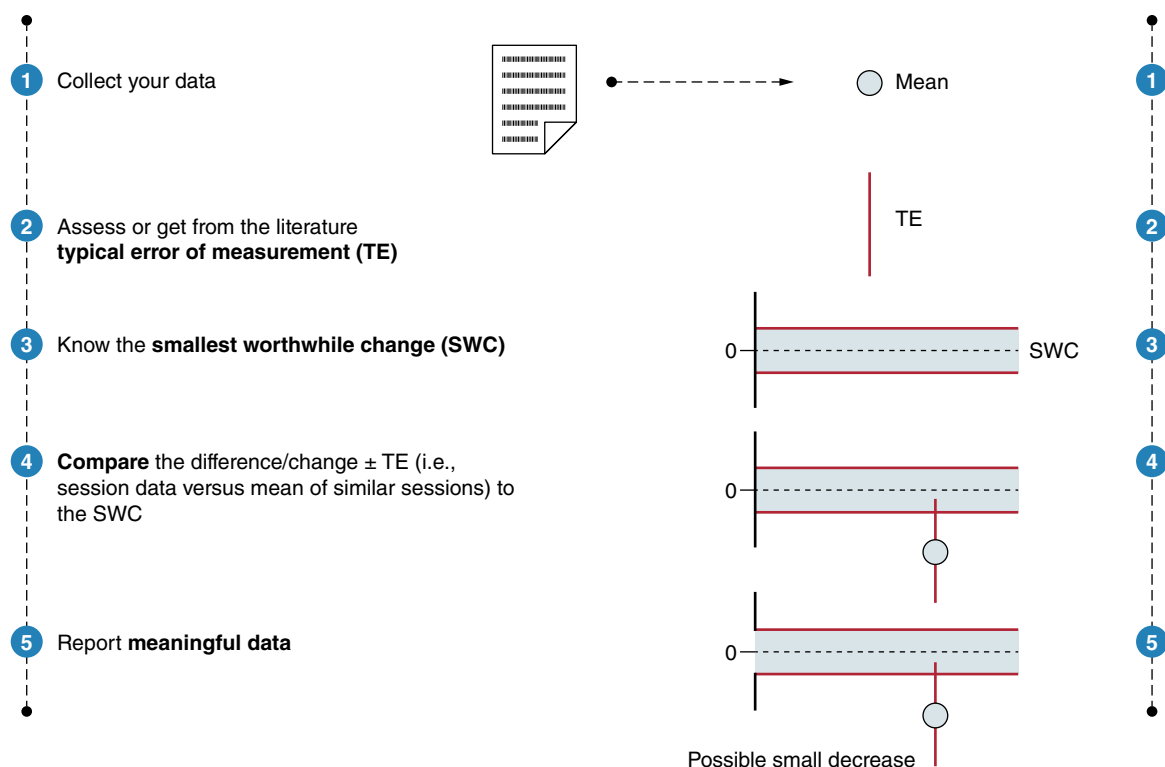 1 Collect your data
Mean
1
2 Assess or get from the literature
typical error of measurement (TE)
TE
2
3 Know the smallest worthwhile change (SWC)
0
SWC
3
4 Compare the difference/change ± TE (i.e.,
session data versus mean of similar sessions) to
the SWC
0
4
5 Report meaningful data
0
5
Possible small decrease